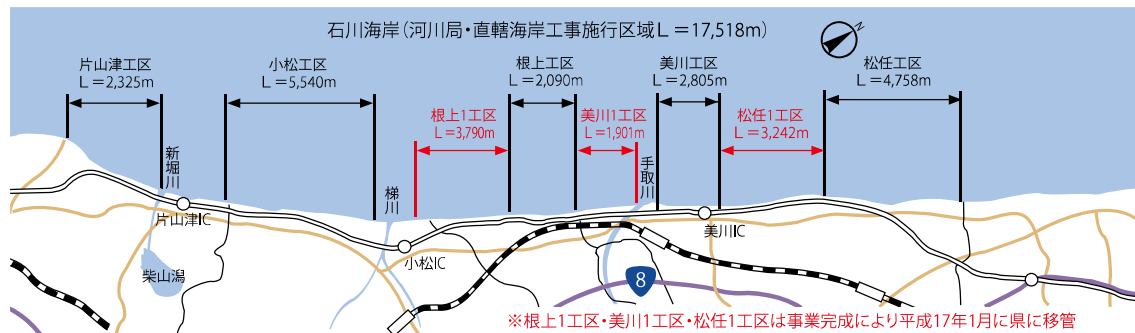 石川海岸（河川局・直轄海岸工事施行区域L＝17,518m）
片山津工区
L＝2,325m
小松工区
L＝5,540m
根上工区
L＝2,090m
美川工区
L＝2,805m
松任工区
L＝4,758m
根上1工区
L＝3,790m
美川1工区
L＝1,901m
松任1工区
L＝3,242m
新堀川
梯川
手取川
片山津IC
小松IC
美川IC
柴山潟
8
※根上1工区・美川1工区・松任1工区は事業完成により平成17年1月に県に移管